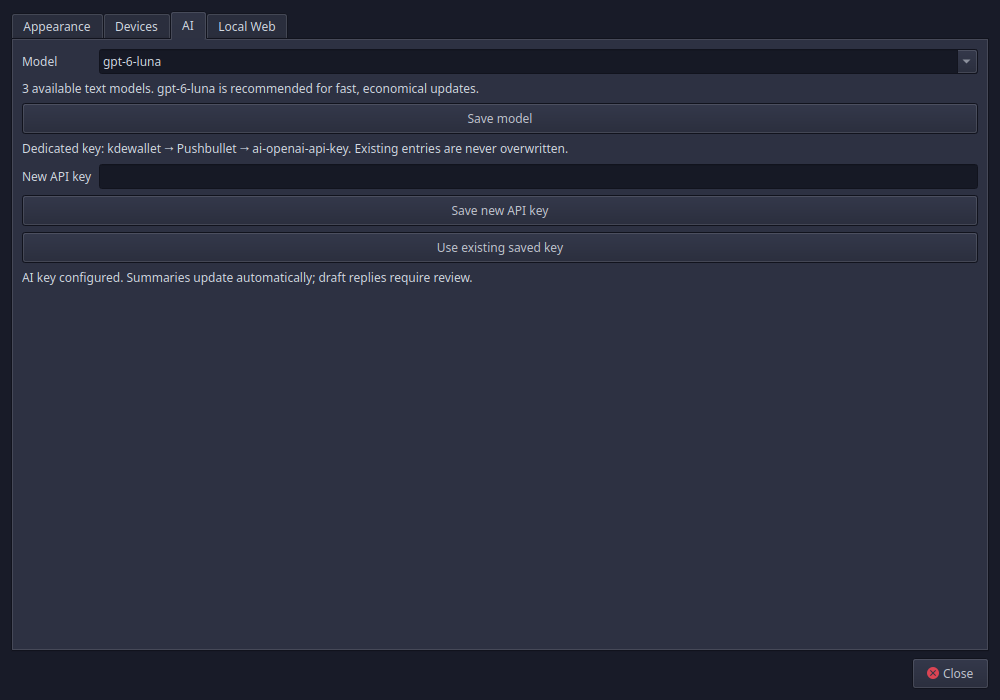 Appearance Devices AI Local Web
Model gpt-6-luna
3 available text models. gpt-6-luna is recommended for fast, economical updates.
Save model
Dedicated key: kdewallet → Pushbullet → ai-openai-api-key. Existing entries are never overwritten.
New API key
Save new API key
Use existing saved key
AI key configured. Summaries update automatically; draft replies require review.
Close